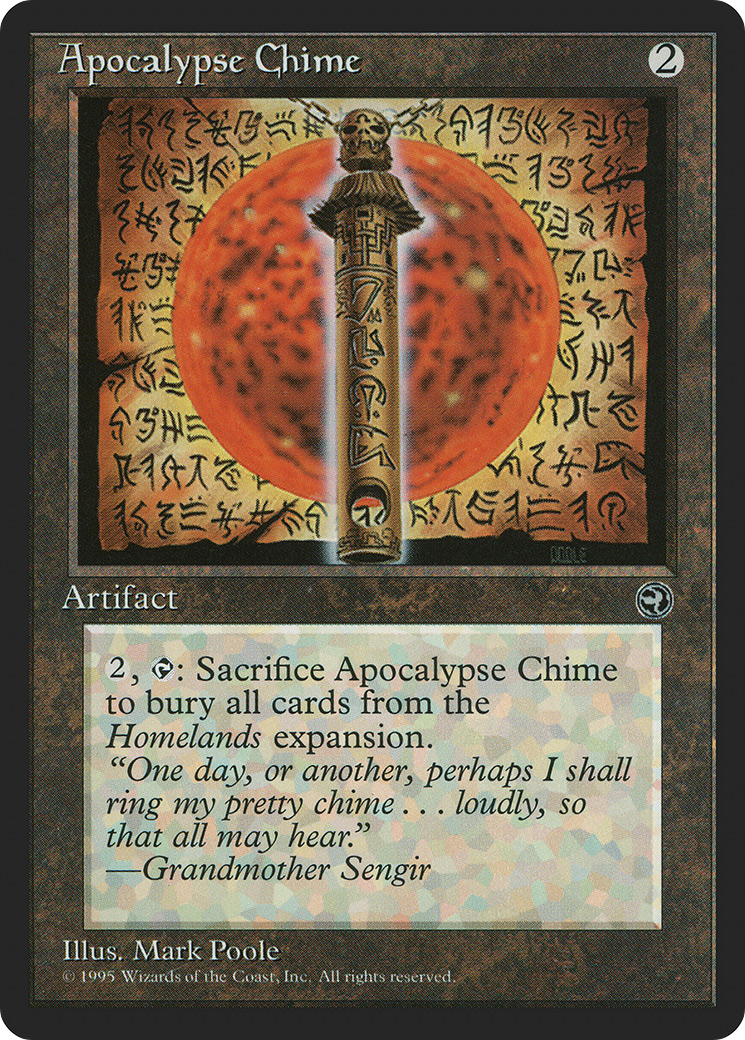 Apocalypse Chime 2
Artifact
2, : Sacrifice Apocalypse Chime
to bury all cards from the
Homelands expansion.
“One day, or another, perhaps I shall
ring my pretty chime . . . loudly, so
that all may hear.”
—Grandmother Sengir
Illus. Mark Poole
© 1995 Wizards of the Coast, Inc. All rights reserved.